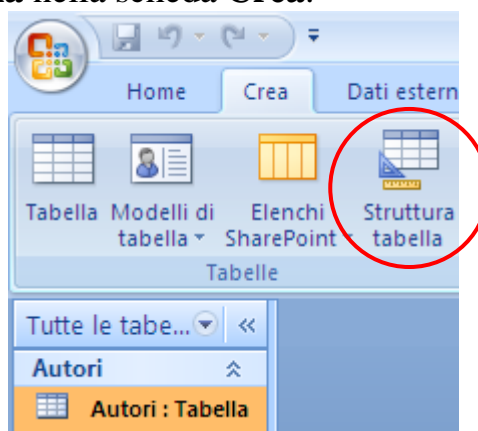 nella scheda Crea.
Home Crea Dati estern
Tabella Modelli di tabella Elenchi SharePoint Struttura tabella
Tabelle
Tutte le tabe... «
Autori
Autori : Tabella